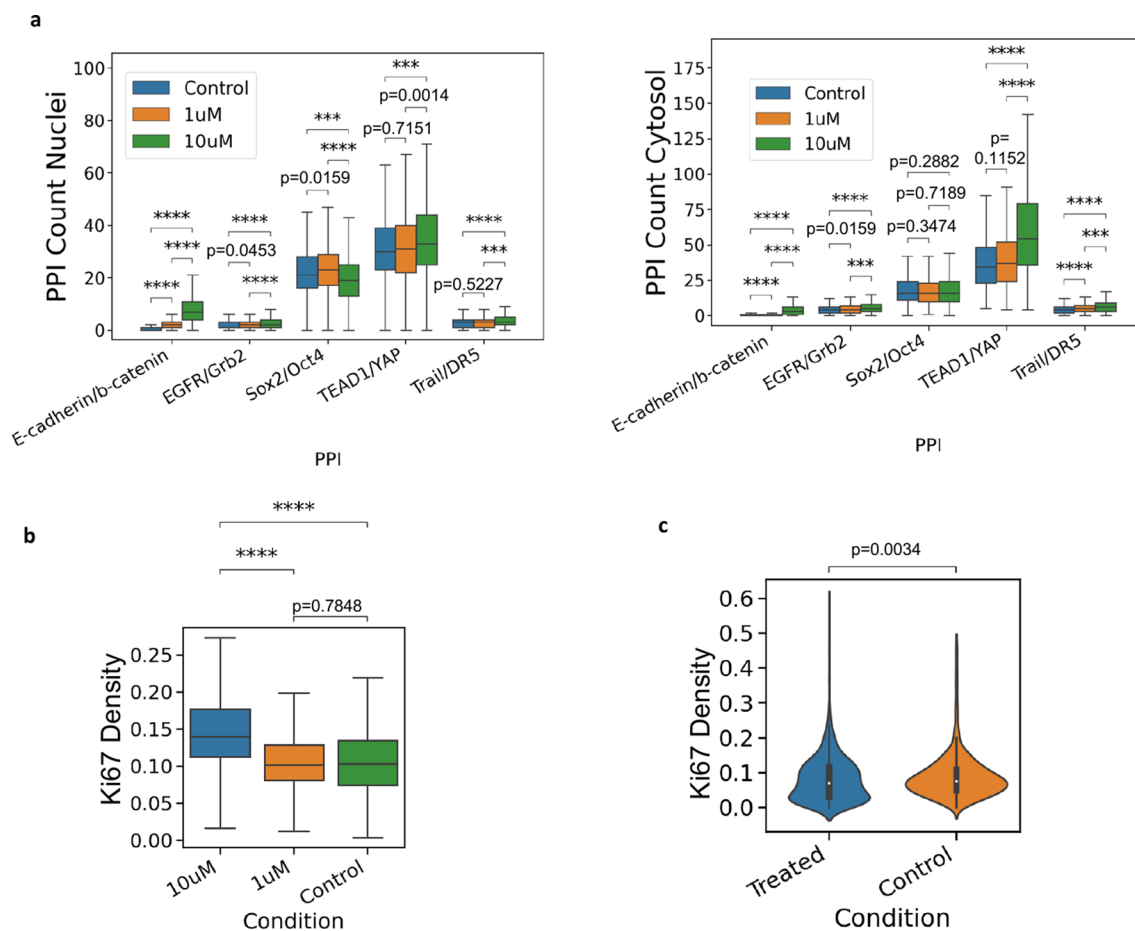 a
PPI Count Nuclei
100
80
60
40
20
0
Control
1uM
10uM
****
****
****
****
p=0.0453
****
***
p=0.0159
****
***
p=0.0014
p=0.7151
****
***
p=0.5227
E-cadherin/b-catenin
EGFR/Grb2
Sox2/Oct4
TEAD1/YAP
Trail/DR5
PPI
PPI Count Cytosol
175
150
125
100
75
50
25
0
Control
1uM
10uM
****
****
****
****
p=0.0159
***
p=0.2882
p=0.7189
p=0.3474
****
****
p=
0.1152
****
***
****
E-cadherin/b-catenin
EGFR/Grb2
Sox2/Oct4
TEAD1/YAP
Trail/DR5
PPI
b
****
****
p=0.7848
Ki67 Density
0.25
0.20
0.15
0.10
0.05
0.00
10uM
1uM
Control
Condition
c
p=0.0034
Ki67 Density
0.6
0.5
0.4
0.3
0.2
0.1
0.0
Treated
Control
Condition